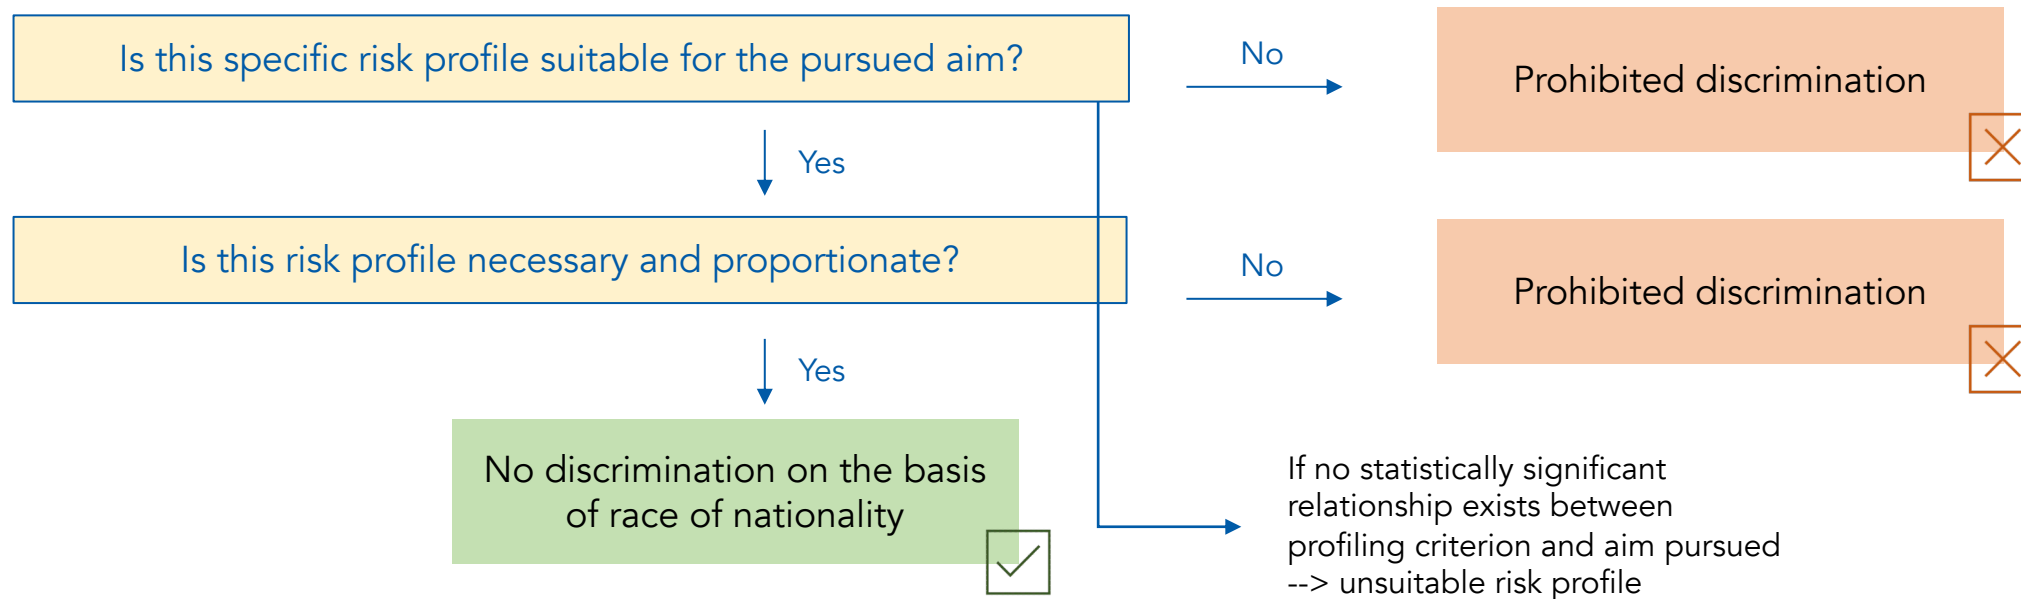 Is this specific risk profile suitable for the pursued aim?
No
Prohibited discrimination
Yes
Is this risk profile necessary and proportionate?
No
Prohibited discrimination
Yes
No discrimination on the basis
of race of nationality
If no statistically significant
relationship exists between
profiling criterion and aim pursued
--> unsuitable risk profile